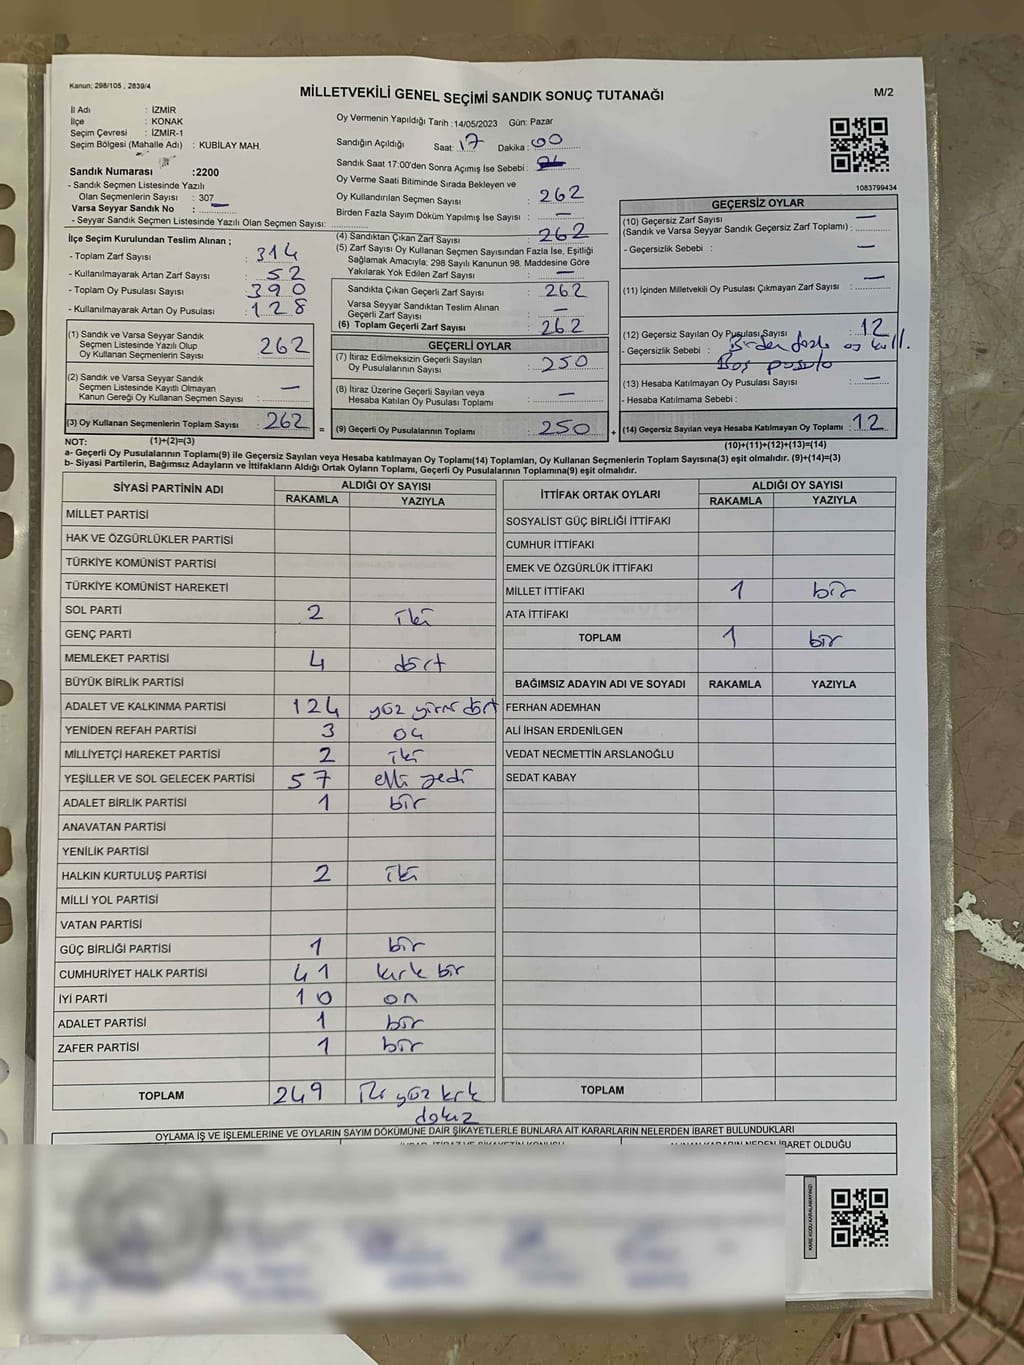 Kanun: 298/105 , 2839/4
MİLLETVEKİLİ GENEL SEÇİMİ SANDIK SONUÇ TUTANAĞI
M/2
İl Adı : İZMİR
İlçe : KONAK
Seçim Çevresi : İZMİR-1
Seçim Bölgesi (Mahalle Adı) : KUBİLAY MAH.
Sandık Numarası :2200
- Sandık Seçmen Listesinde Yazılı
Olan Seçmenlerin Sayısı : 307
Varsa Seyyar Sandık No :
- Seyyar Sandık Seçmen Listesinde Yazılı Olan Seçmen Sayısı:
Oy Vermenin Yapıldığı Tarih :14/05/2023 Gün: Pazar
Sandığın Açıldığı Saat: 17 Dakika : 00
Sandık Saat 17:00'den Sonra Açımış İse Sebebi :
Oy Verme Saati Bitiminde Sırada Bekleyen ve
Oy Kullandırılan Seçmen Sayısı : 262
Birden Fazla Sayım Döküm Yapılmış İse Sayısı : —
1083799434
İlçe Seçim Kurulundan Teslim Alınan ;
- Toplam Zarf Sayısı : 314
- Kullanılmayarak Artan Zarf Sayısı : 52
- Toplam Oy Pusulası Sayısı : 390
- Kullanılmayarak Artan Oy Pusulası : 128
(1) Sandık ve Varsa Seyyar Sandık
Seçmen Listesinde Yazılı Olup
Oy Kullanan Seçmenlerin Sayısı : 262
(2) Sandık ve Varsa Seyyar Sandık
Seçmen Listesinde Kayıtlı Olmayan
Kanun Gereği Oy Kullanan Seçmen Sayısı : —
(3) Oy Kullanan Seçmenlerin Toplam Sayısı : 262 =
(4) Sandıktan Çıkan Zarf Sayısı : 262
(5) Zarf Sayısı Oy Kullanan Seçmen Sayısından Fazla İse, Eşitliği
Sağlamak Amacıyla; 298 Sayılı Kanunun 98. Maddesine Göre
Yakılarak Yok Edilen Zarf Sayısı : —
Sandıkta Çıkan Geçerli Zarf Sayısı : 262
Varsa Seyyar Sandıktan Teslim Alınan
Geçerli Zarf Sayısı : —
(6) Toplam Geçerli Zarf Sayısı : 262
GEÇERLİ OYLAR
(7) İtiraz Edilmeksizin Geçerli Sayılan
Oy Pusulalarının Sayısı : 250
(8) İtiraz Üzerine Geçerli Sayılan veya
Hesaba Katılan Oy Pusulası Toplamı : —
(9) Geçerli Oy Pusulalarının Toplamı : 250 +
GEÇERSİZ OYLAR
(10) Geçersiz Zarf Sayısı —
(Sandık ve Varsa Seyyar Sandık Geçersiz Zarf Toplamı) :
- Geçersizlik Sebebi : —
(11) İçinden Milletvekili Oy Pusulası Çıkmayan Zarf Sayısı : —
(12) Geçersiz Sayılan Oy Pusulası Sayısı : 12
- Geçersizlik Sebebi : Birden fazla oy kull.
Boş pusula
(13) Hesaba Katılmayan Oy Pusulası Sayısı : —
- Hesaba Katılmama Sebebi :
(14) Geçersiz Sayılan veya Hesaba Katılmayan Oy Toplamı : 12
NOT: (1)+(2)=(3) (10)+(11)+(12)+(13)=(14)
a- Geçerli Oy Pusulalarının Toplamı(9) ile Geçersiz Sayılan veya Hesaba Katılmayan Oy Toplamı(14) Toplamları, Oy Kullanan Seçmenlerin Toplam Sayısına(3) eşit olmalıdır. (9)+(14)=(3)
b- Siyasi Partilerin, Bağımsız Adayların ve İttifakların Aldığı Ortak Oyların Toplamı, Geçerli Oy Pusulalarının Toplamına(9) eşit olmalıdır.
SİYASİ PARTİNİN ADI ALDIĞI OY SAYISI
RAKAMLA YAZIYLA
MİLLET PARTİSİ
HAK VE ÖZGÜRLÜKLER PARTİSİ
TÜRKİYE KOMÜNİST PARTİSİ
TÜRKİYE KOMÜNİST HAREKETİ
SOL PARTİ 2 iki
GENÇ PARTİ
MEMLEKET PARTİSİ 4 dört
BÜYÜK BİRLİK PARTİSİ
ADALET VE KALKINMA PARTİSİ 124 yüz yirmi dört
YENİDEN REFAH PARTİSİ 3 üç
MİLLİYETÇİ HAREKET PARTİSİ 2 iki
YEŞİLLER VE SOL GELECEK PARTİSİ 57 elli yedi
ADALET BİRLİK PARTİSİ 1 bir
ANAVATAN PARTİSİ
YENİLİK PARTİSİ
HALKIN KURTULUŞ PARTİSİ 2 iki
MİLLİ YOL PARTİSİ
VATAN PARTİSİ
GÜÇ BİRLİĞİ PARTİSİ 1 bir
CUMHURİYET HALK PARTİSİ 41 kırk bir
İYİ PARTİ 10 on
ADALET PARTİSİ 1 bir
ZAFER PARTİSİ 1 bir
TOPLAM 249 iki yüz kırk
dokuz
İTTİFAK ORTAK OYLARI ALDIĞI OY SAYISI
RAKAMLA YAZIYLA
SOSYALİST GÜÇ BİRLİĞİ İTTİFAKI
CUMHUR İTTİFAKI
EMEK VE ÖZGÜRLÜK İTTİFAKI
MİLLET İTTİFAKI 1 bir
ATA İTTİFAKI
TOPLAM 1 bir
BAĞIMSIZ ADAYIN ADI VE SOYADI RAKAMLA YAZIYLA
FERHAN ADEMHAN
ALİ İHSAN ERDENİLGEN
VEDAT NECMETTİN ARSLANOĞLU
SEDAT KABAY
TOPLAM
OYLAMA İŞ VE İŞLEMLERİNE VE OYLARIN SAYIM DÖKÜMÜNE DAİR ŞİKAYETLERLE BUNLARA AİT KARARLARIN NELERDEN İBARET BULUNDUKLARI
ALINAN KARARIN NEDEN İBARET OLDUĞU
KARE KODU KARALAMAYINIZ!